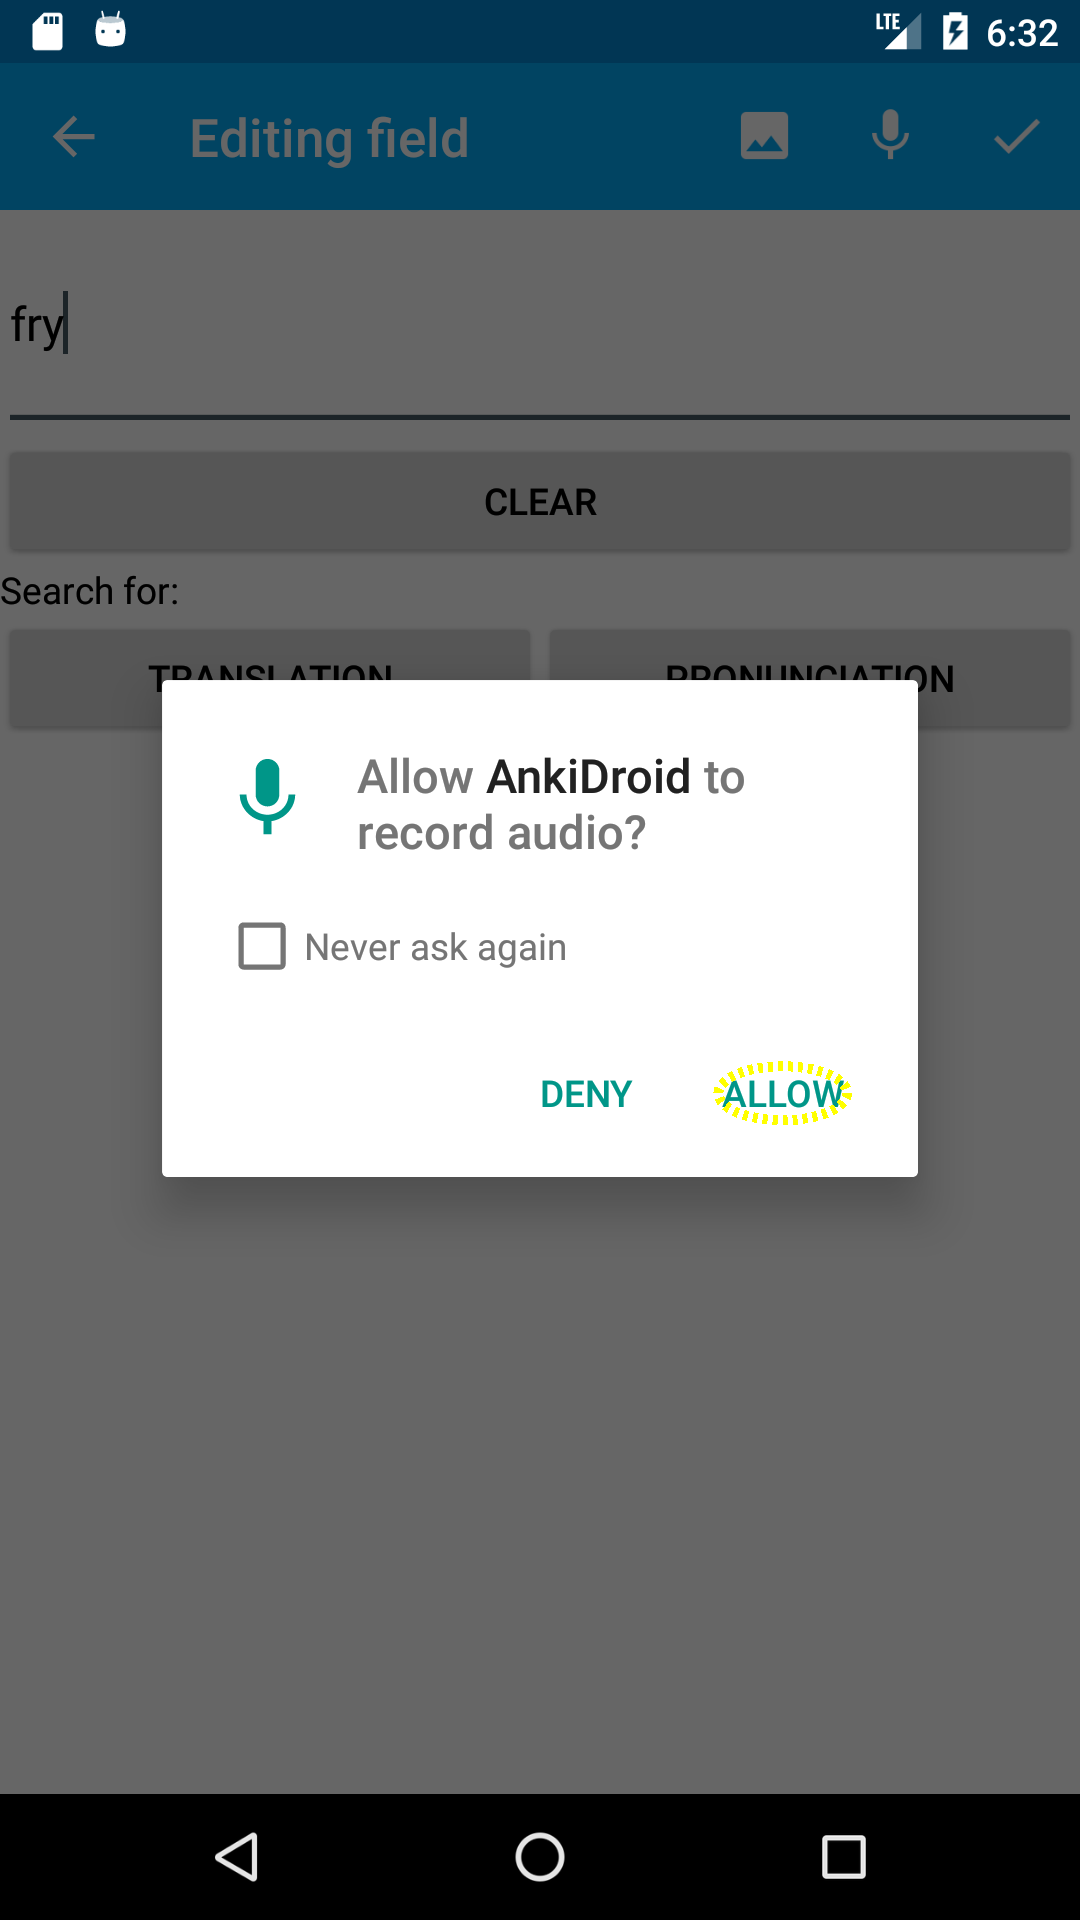 LTE 6:32
Editing field
fry
CLEAR
Search for:
TRANSLATION PRONUNCIATION
Allow AnkiDroid to
record audio?
Never ask again
DENY ALLOW